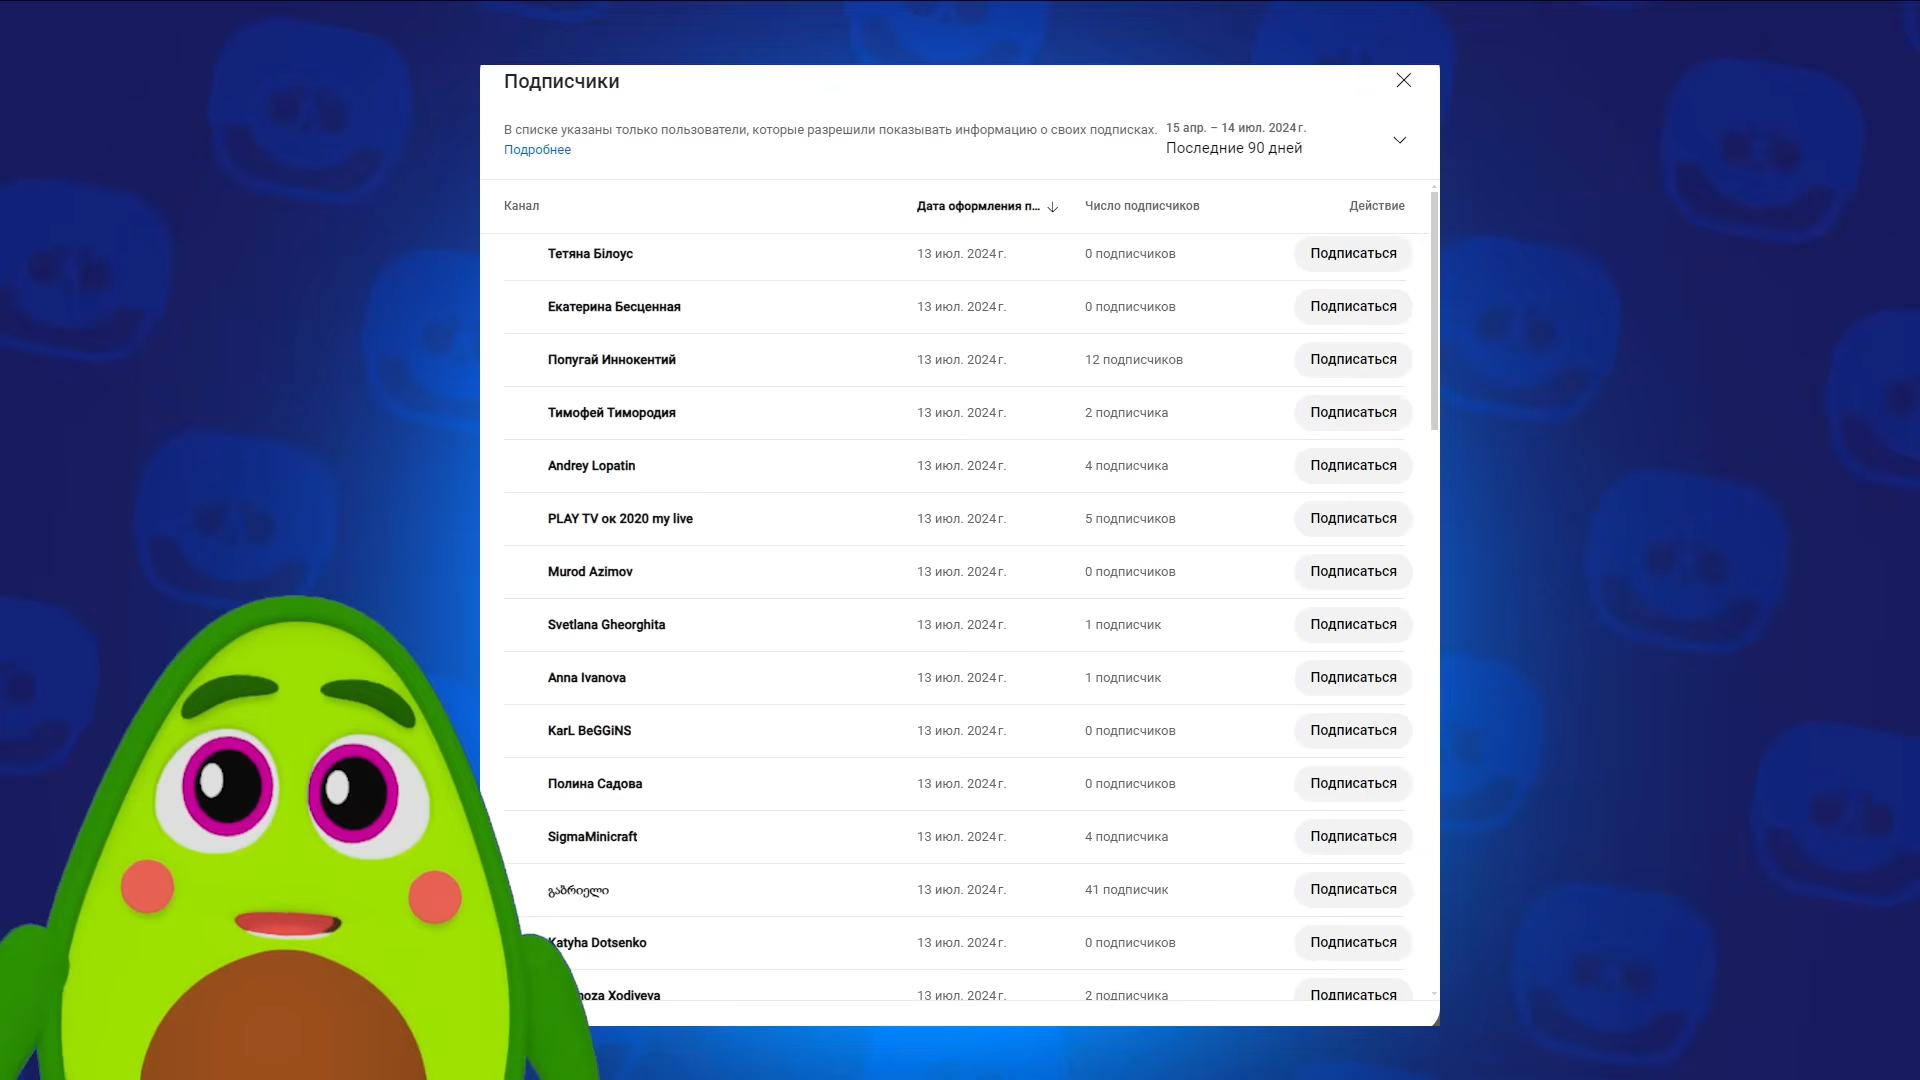 Подписчики
В списке указаны только пользователи, которые разрешили показывать информацию о своих подписках.
Подробнее
15 апр. – 14 июл. 2024 г.
Последние 90 дней
Канал Дата оформления п... Число подписчиков Действие
Тетяна Білоус 13 июл. 2024 г. 0 подписчиков Подписаться
Екатерина Бесценная 13 июл. 2024 г. 0 подписчиков Подписаться
Попугай Иннокентий 13 июл. 2024 г. 12 подписчиков Подписаться
Тимофей Тимородия 13 июл. 2024 г. 2 подписчика Подписаться
Andrey Lopatin 13 июл. 2024 г. 4 подписчика Подписаться
PLAY TV ок 2020 my live 13 июл. 2024 г. 5 подписчиков Подписаться
Murod Azimov 13 июл. 2024 г. 0 подписчиков Подписаться
Svetlana Gheorghita 13 июл. 2024 г. 1 подписчик Подписаться
Anna Ivanova 13 июл. 2024 г. 1 подписчик Подписаться
KarL BeGGiNS 13 июл. 2024 г. 0 подписчиков Подписаться
Полина Садова 13 июл. 2024 г. 0 подписчиков Подписаться
SigmaMinicraft 13 июл. 2024 г. 4 подписчика Подписаться
გაბრიელი 13 июл. 2024 г. 41 подписчик Подписаться
Katyha Dotsenko 13 июл. 2024 г. 0 подписчиков Подписаться
Xodiyeva 13 июл. 2024 г. 2 подписчика Подписаться